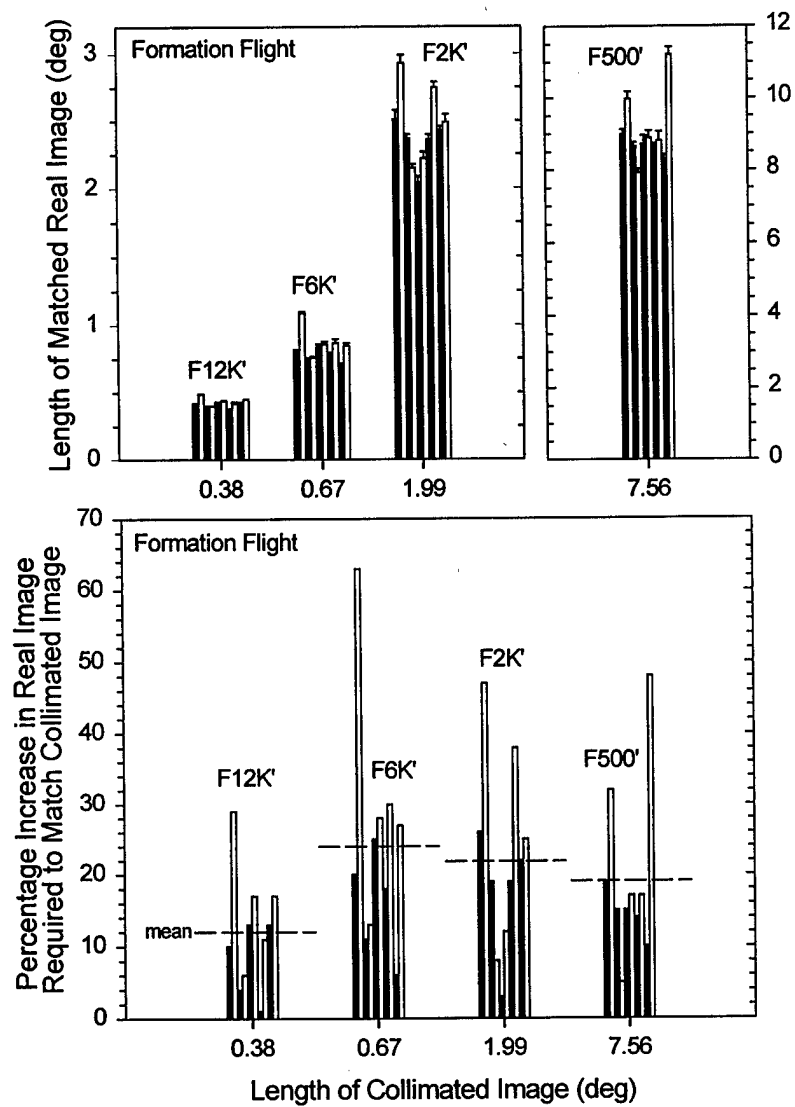 Length of Matched Real Image (deg)
3
2
1
0
Formation Flight
F12K'
F6K'
F2K'
F500'
12
10
8
6
4
2
0
0.38
0.67
1.99
7.56
Percentage Increase in Real Image
Required to Match Collimated Image
70
60
50
40
30
20
10
0
Formation Flight
F12K'
F6K'
F2K'
F500'
mean
0.38
0.67
1.99
7.56
Length of Collimated Image (deg)